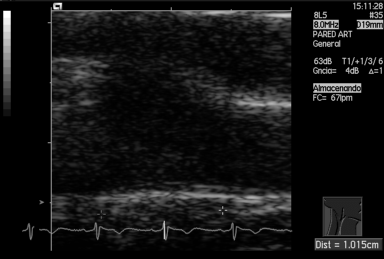 15:11:28
8L5 #35
8.0MHz D19mm
PARED ART
General
63dB T1/+1/3/ 6
Gncia= 4dB Δ=1
Almacenando
FC= 67lpm
Dist = 1.015cm